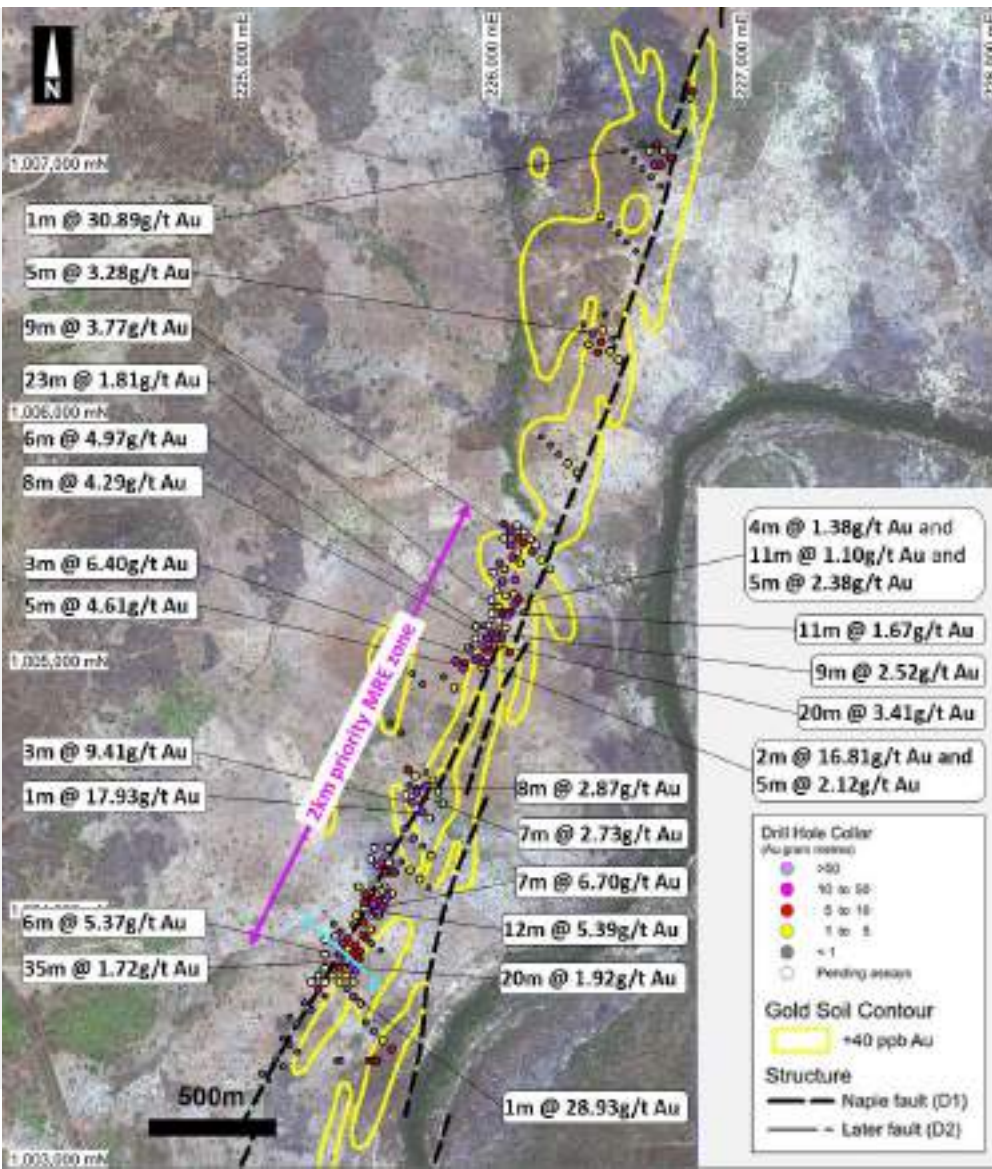 225,000 mE
226,000 mE
227,000 mE
N
1,007,000 mN
1m @ 30.89g/t Au
5m @ 3.28g/t Au
9m @ 3.77g/t Au
23m @ 1.81g/t Au
1,006,000 mN
6m @ 4.97g/t Au
8m @ 4.29g/t Au
3m @ 6.40g/t Au
5m @ 4.61g/t Au
1,005,000 mN
2km priority MRE zone
3m @ 9.41g/t Au
1m @ 17.93g/t Au
6m @ 5.37g/t Au
35m @ 1.72g/t Au
500m
1,003,000 mN
8m @ 2.87g/t Au
7m @ 2.73g/t Au
7m @ 6.70g/t Au
12m @ 5.39g/t Au
20m @ 1.92g/t Au
1m @ 28.93g/t Au
4m @ 1.38g/t Au and
11m @ 1.10g/t Au and
5m @ 2.38g/t Au
11m @ 1.67g/t Au
9m @ 2.52g/t Au
20m @ 3.41g/t Au
2m @ 16.81g/t Au and
5m @ 2.12g/t Au
Drill Hole Collar
(Au gram metres)
>50
10 to 50
5 to 10
1 to 5
< 1
Pending assays
Gold Soil Contour
+40 ppb Au
Structure
Napie fault (D1)
Later fault (D2)